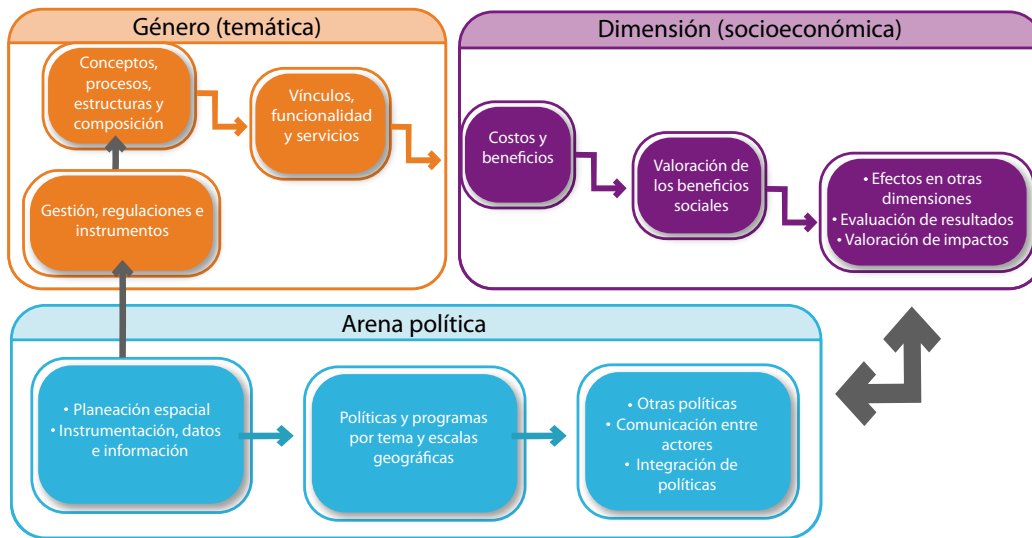 Género (temática)
Conceptos,
procesos,
estructuras y
composición
Vínculos,
funcionalidad
y servicios
Gestión, regulaciones e
instrumentos
Dimensión (socioeconómica)
Costos y
beneficios
Valoración de
los beneficios
sociales
• Efectos en otras
dimensiones
• Evaluación de resultados
• Valoración de impactos
Arena política
• Planeación espacial
• Instrumentación, datos
e información
Políticas y programas
por tema y escalas
geográficas
• Otras políticas
• Comunicación entre
actores
• Integración de
políticas